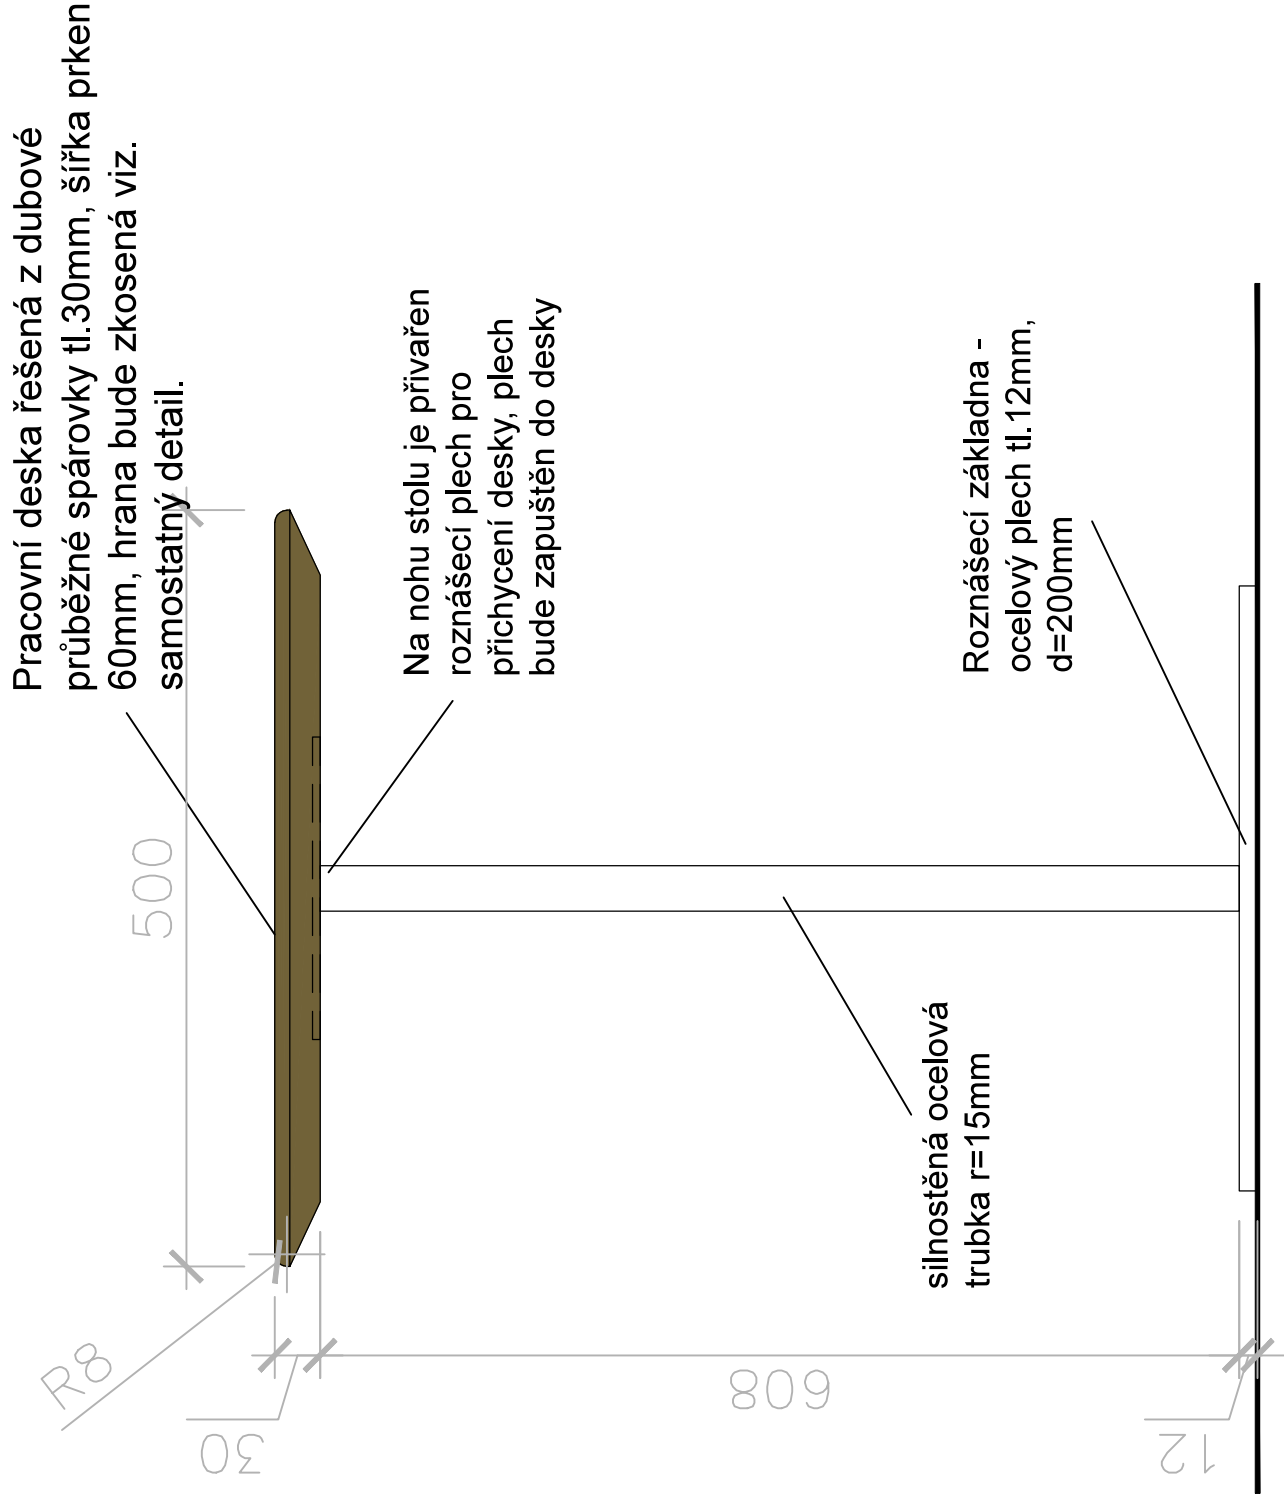 Pracovní deska řešená z dubové
průběžné spárovky tl.30mm, šířka prken
60mm, hrana bude zkosená viz.
samostatný detail.
500
R8
30
Na nohu stolu je přivařen
roznášecí plech pro
přichycení desky, plech
bude zapuštěn do desky
608
silnostěná ocelová
trubka r=15mm
Roznášecí základna -
ocelový plech tl.12mm,
d=200mm
12